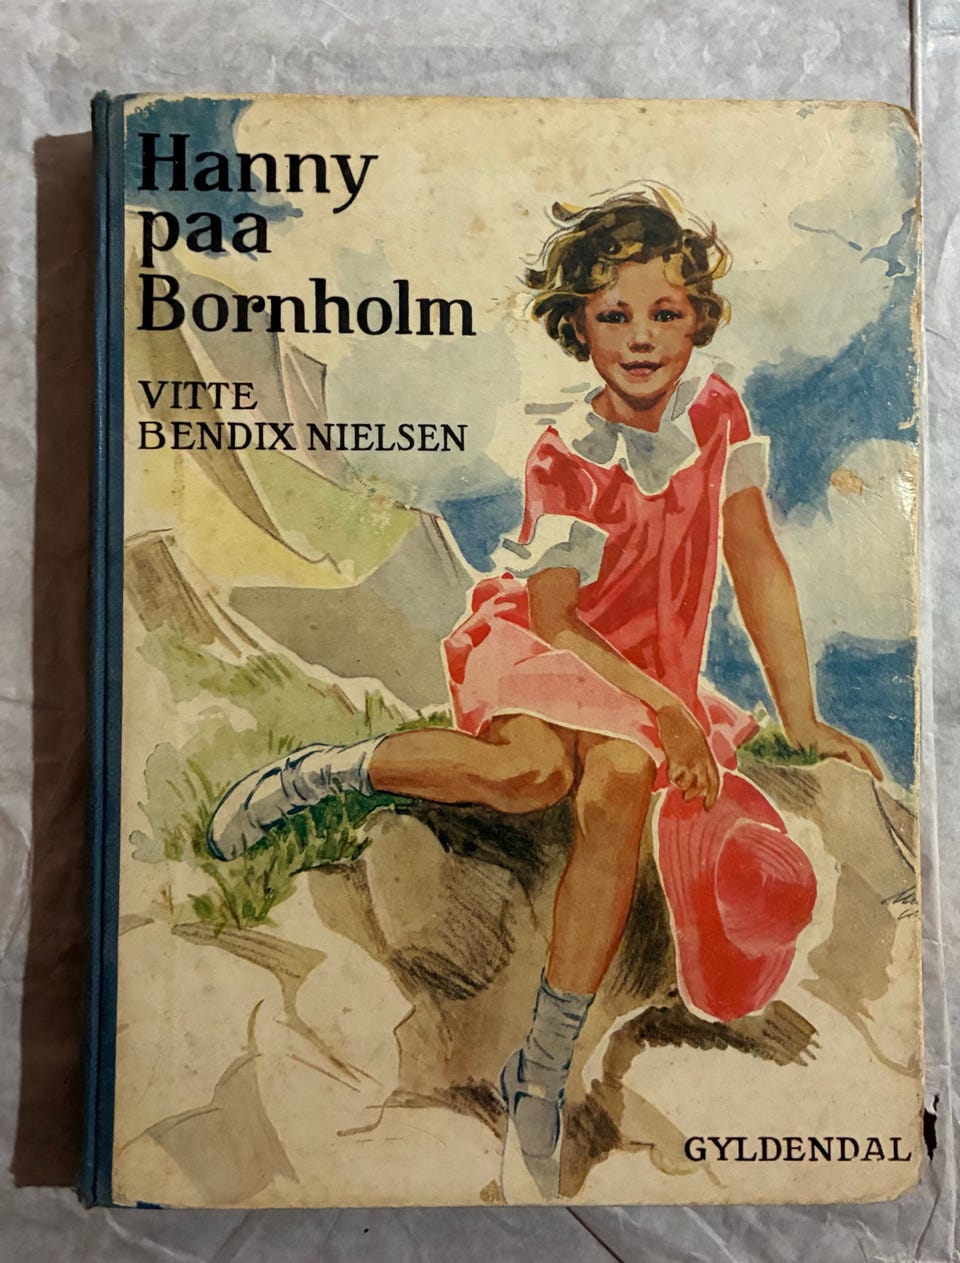 Hanny
paa
Bornholm
VITTE
BENDIX NIELSEN
GYLDENDAL